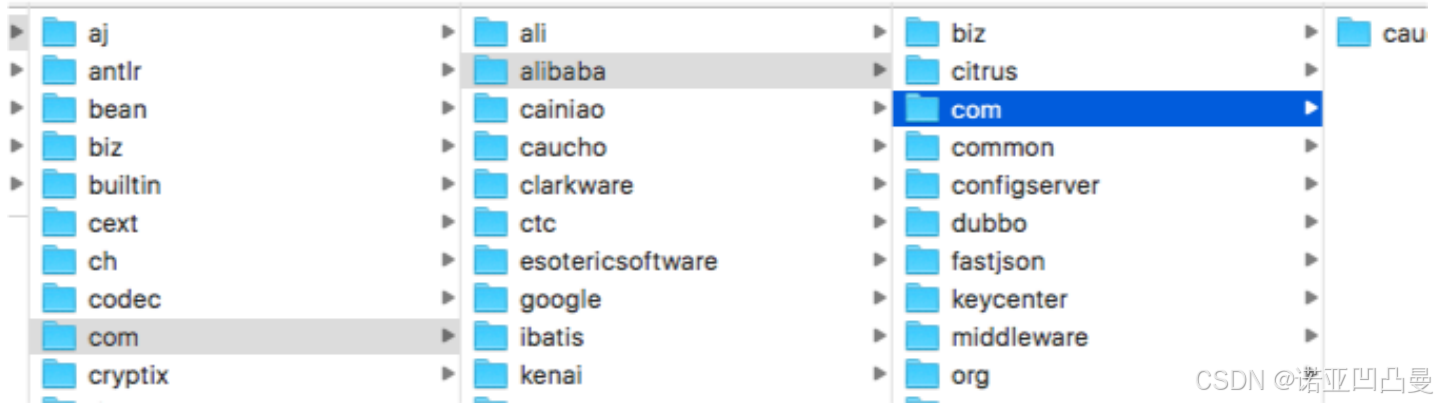 aj
antlr
bean
biz
builtin
cext
ch
codec
com
cryptix
ali
alibaba
cainiao
caucho
clarkware
ctc
esotericsoftware
google
ibatis
kenai
biz
citrus
com
common
configserver
dubbo
fastjson
keycenter
middleware
org
cau
CSDN @诺亚凹凸曼